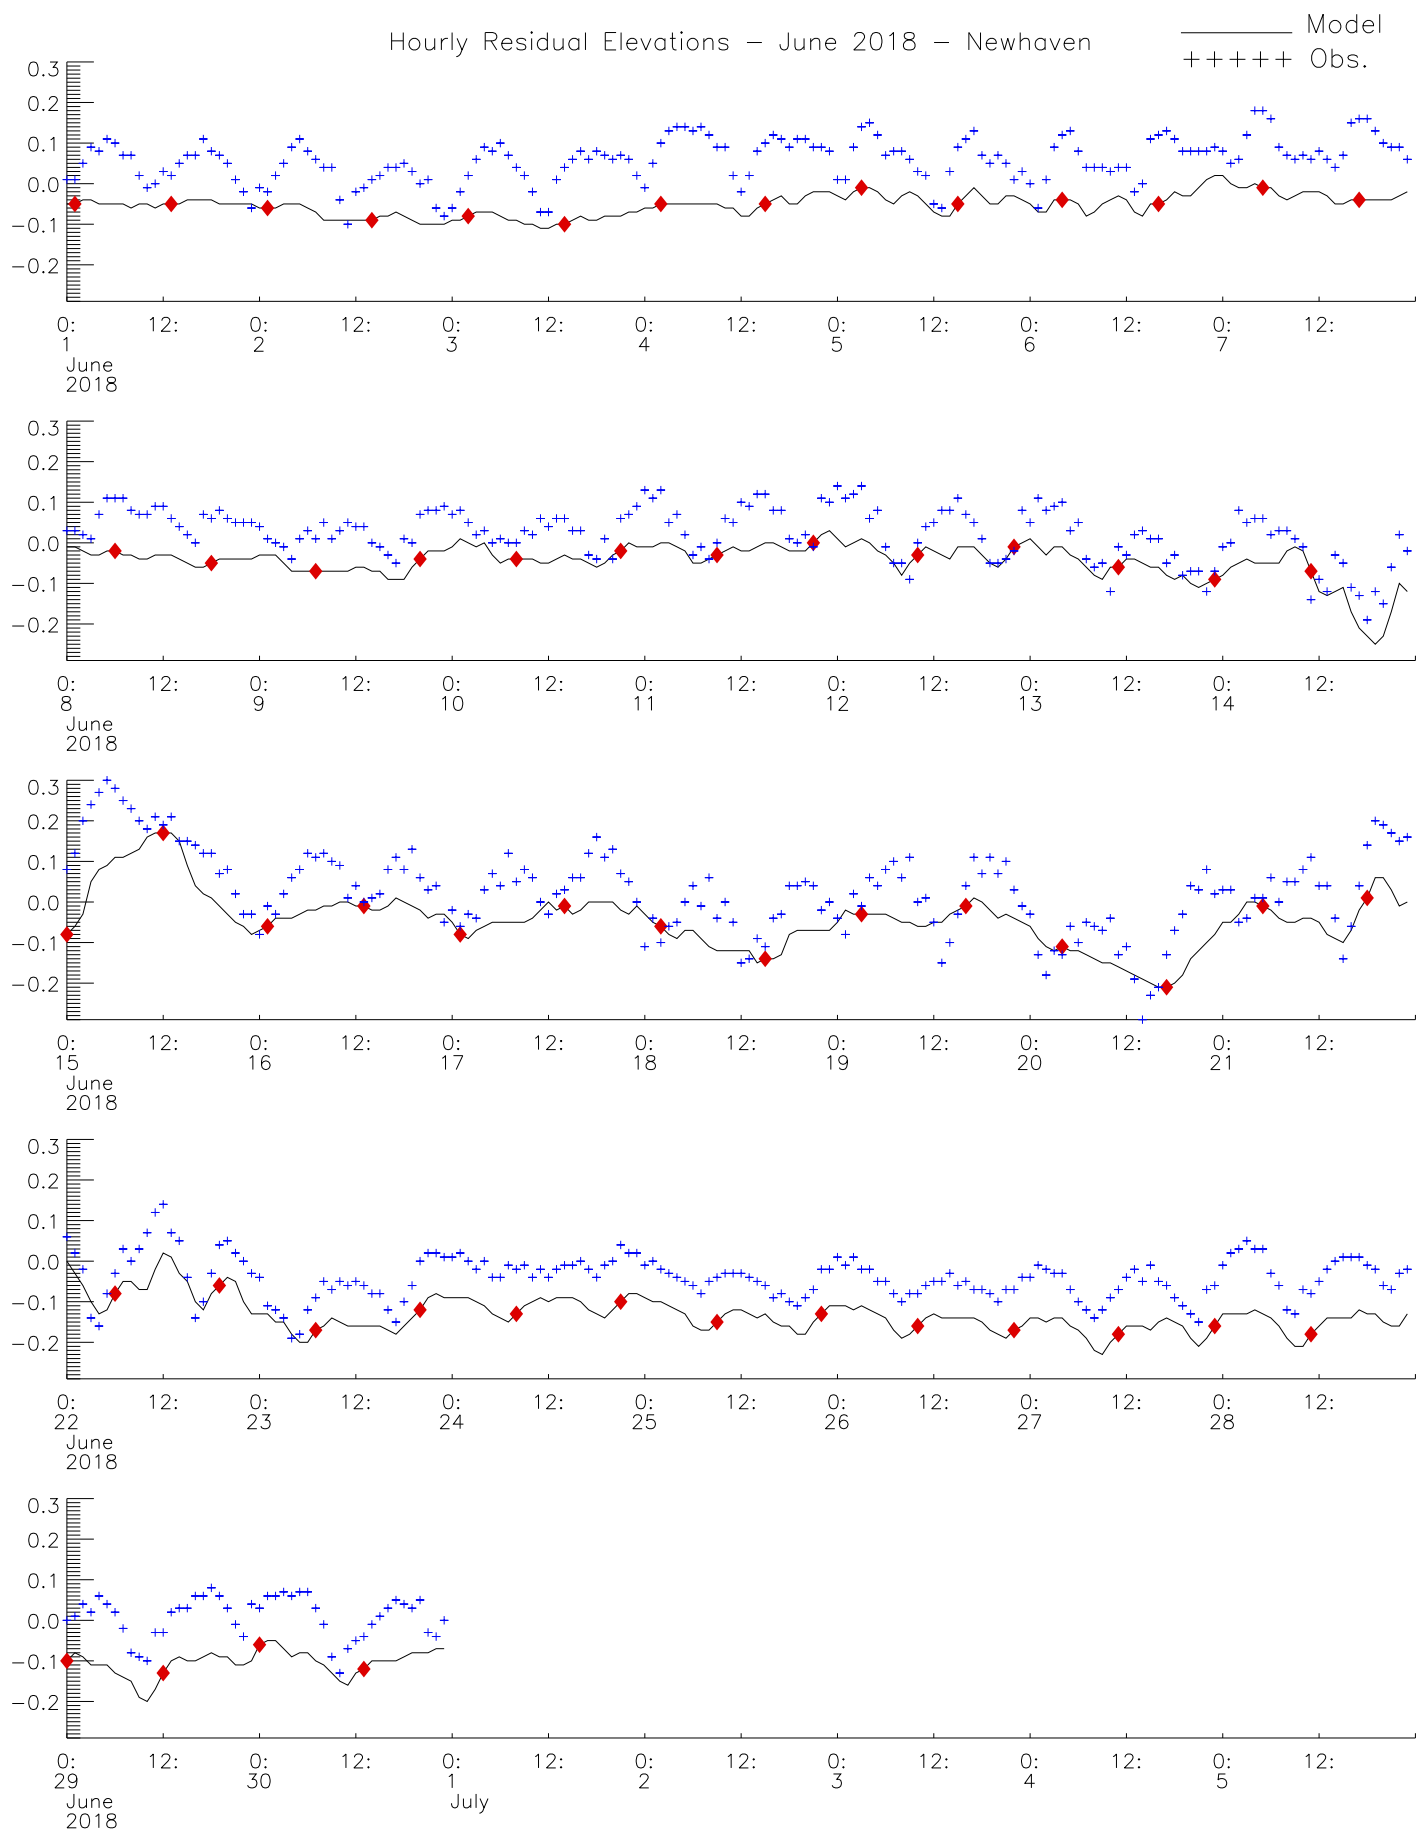 Hourly Residual Elevations – June 2018 – Newhaven
Model
+++++ Obs.
0.3
0.2
0.1
0.0
−0.1
−0.2
0: 12: 0: 12: 0: 12: 0: 12: 0: 12: 0: 12: 0: 12:
1 2 3 4 5 6 7
June
2018
0.3
0.2
0.1
0.0
−0.1
−0.2
0: 12: 0: 12: 0: 12: 0: 12: 0: 12: 0: 12: 0: 12:
8 9 10 11 12 13 14
June
2018
0.3
0.2
0.1
0.0
−0.1
−0.2
0: 12: 0: 12: 0: 12: 0: 12: 0: 12: 0: 12: 0: 12:
15 16 17 18 19 20 21
June
2018
0.3
0.2
0.1
0.0
−0.1
−0.2
0: 12: 0: 12: 0: 12: 0: 12: 0: 12: 0: 12: 0: 12:
22 23 24 25 26 27 28
June
2018
0.3
0.2
0.1
0.0
−0.1
−0.2
0: 12: 0: 12: 0: 12: 0: 12: 0: 12: 0: 12: 0: 12:
29 30 1 2 3 4 5
June July
2018